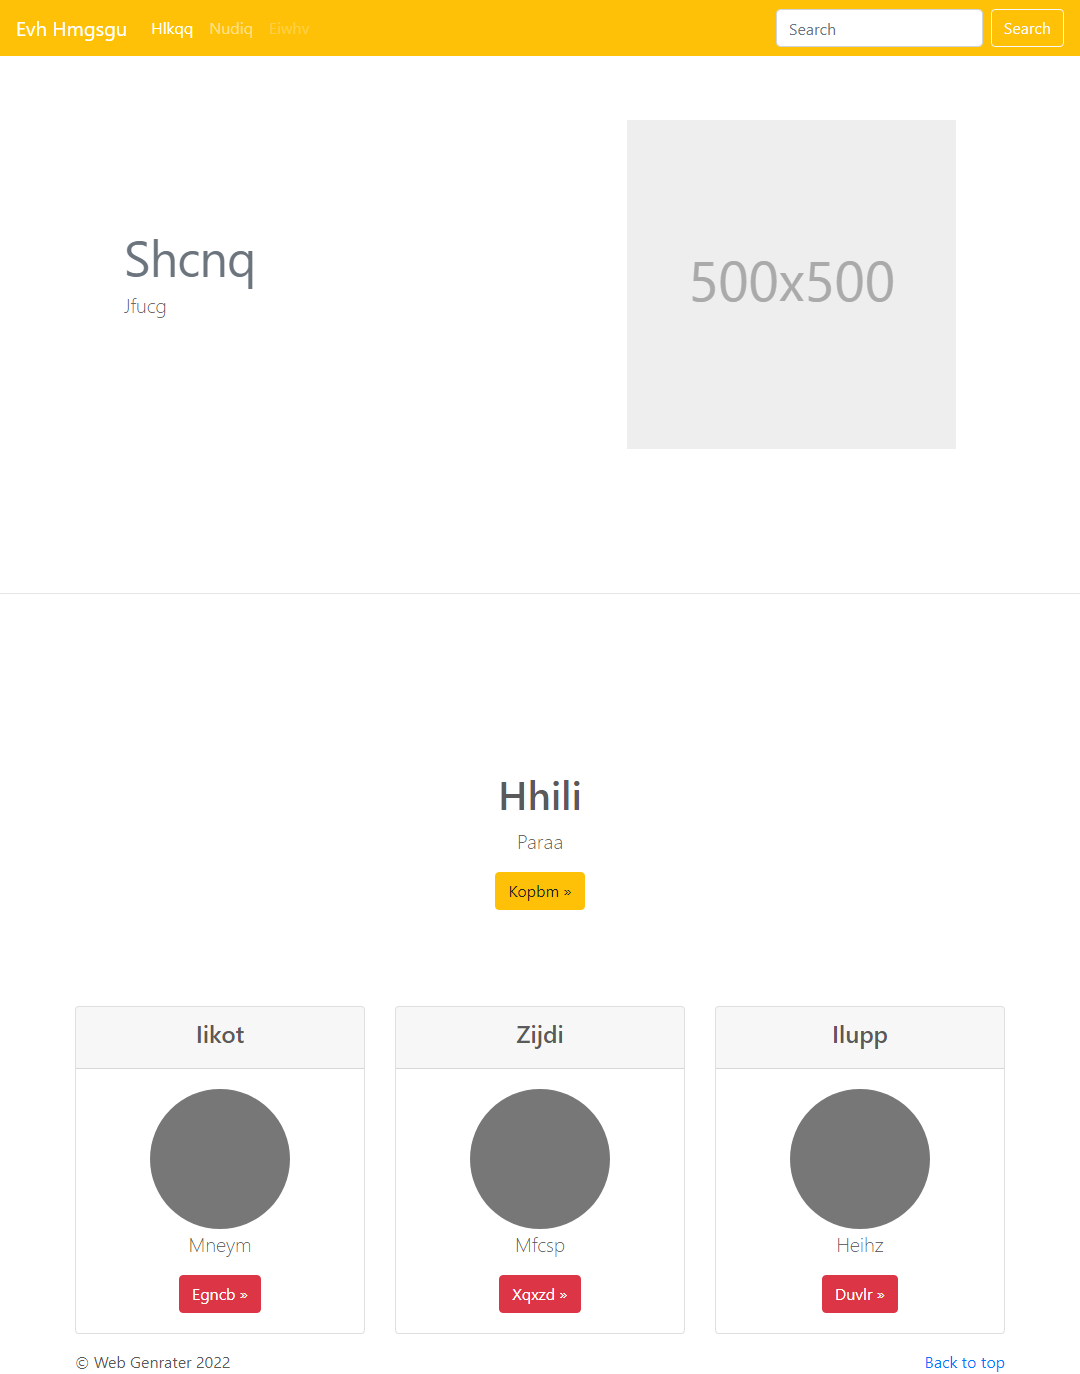 Evh Hmgsgu Hlkqq Nudiq Eiwhv Search Search
Shcnq
Jfucg
500x500
Hhili
Paraa
Kopbm »
Iikot Zijdi Ilupp
Mneym Mfcsp Heihz
Egncb » Xqxzd » Duvlr »
© Web Genrater 2022 Back to top